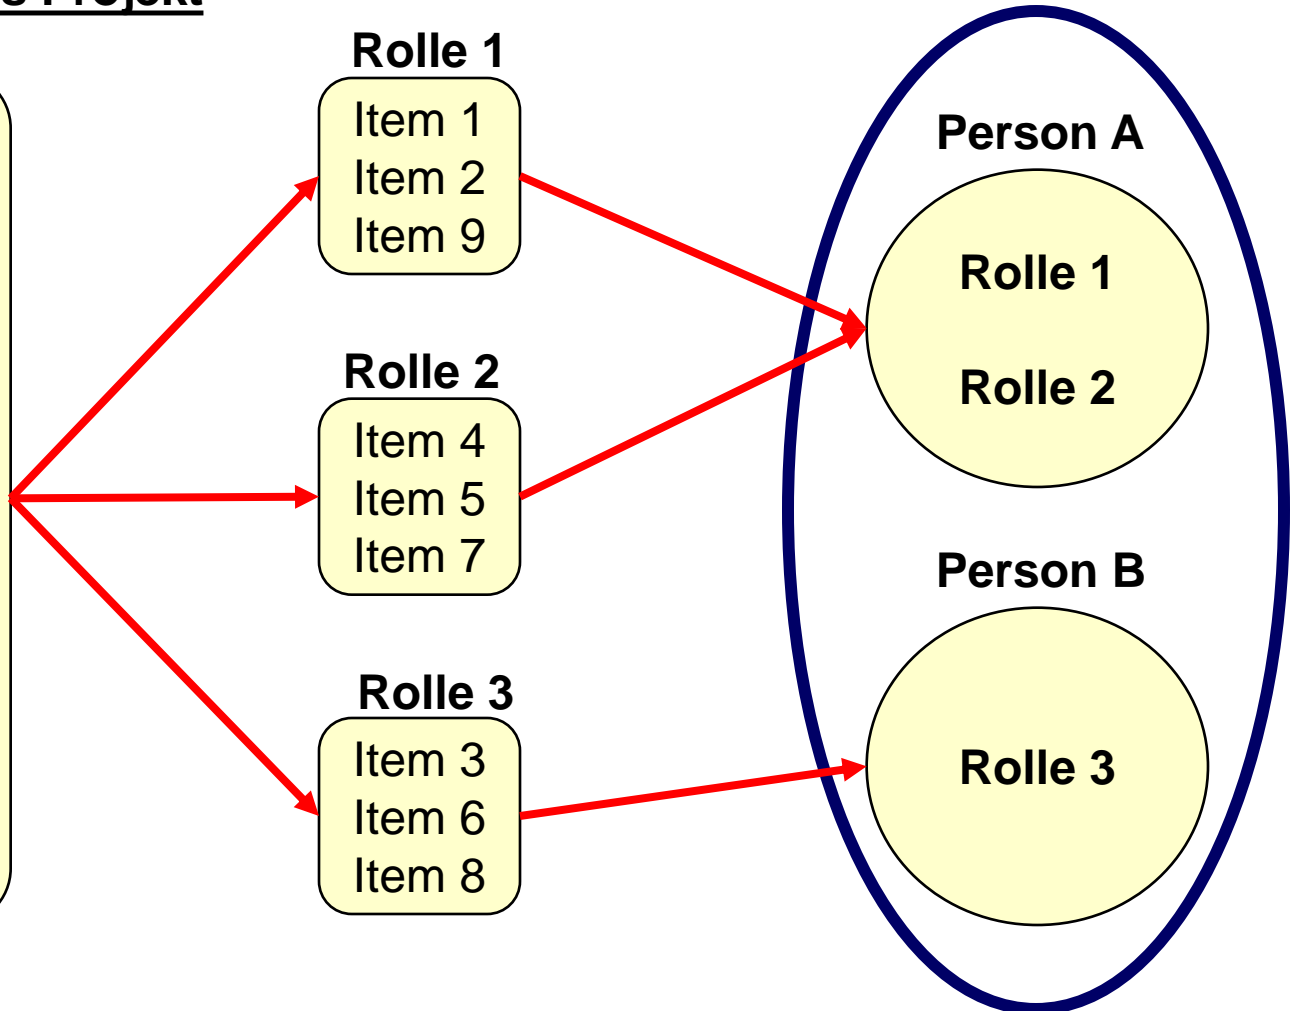 Projekt
Rolle 1
Item 1
Item 2
Item 9
Rolle 2
Item 4
Item 5
Item 7
Rolle 3
Item 3
Item 6
Item 8
Person A
Rolle 1
Rolle 2
Person B
Rolle 3